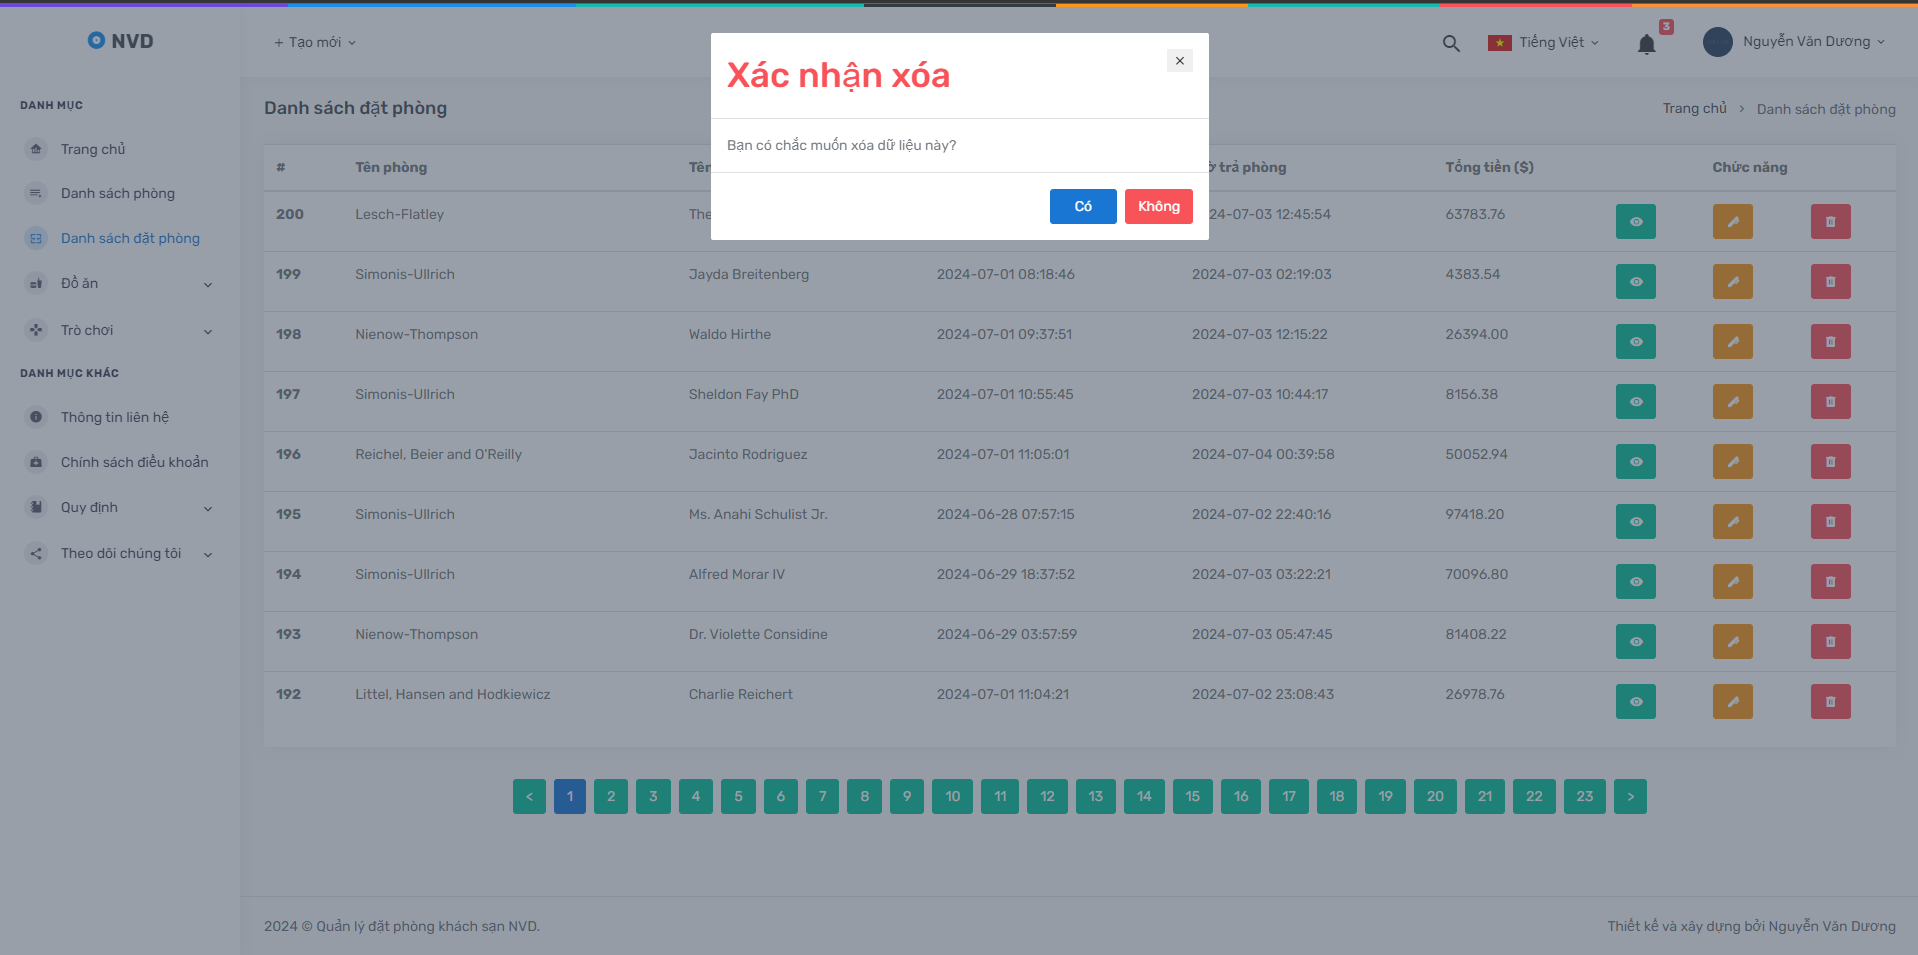 NVD
+ Tạo mới
Tiếng Việt
3
Nguyễn Văn Dương
Xác nhận xóa
×
Bạn có chắc muốn xóa dữ liệu này?
Có
Không
DANH MỤC
Trang chủ
Danh sách phòng
Danh sách đặt phòng
Đồ ăn
Trò chơi
DANH MỤC KHÁC
Thông tin liên hệ
Chính sách điều khoản
Quy định
Theo dõi chúng tôi
Danh sách đặt phòng
Trang chủ > Danh sách đặt phòng
# Tên phòng Tên trả phòng Tổng tiền ($) Chức năng
200 Lesch-Flatley The 24-07-03 12:45:54 63783.76
199 Simonis-Ullrich Jayda Breitenberg 2024-07-01 08:18:46 2024-07-03 02:19:03 4383.54
198 Nienow-Thompson Waldo Hirthe 2024-07-01 09:37:51 2024-07-03 12:15:22 26394.00
197 Simonis-Ullrich Sheldon Fay PhD 2024-07-01 10:55:45 2024-07-03 10:44:17 8156.38
196 Reichel, Beier and O'Reilly Jacinto Rodriguez 2024-07-01 11:05:01 2024-07-04 00:39:58 50052.94
195 Simonis-Ullrich Ms. Anahi Schulist Jr. 2024-06-28 07:57:15 2024-07-02 22:40:16 97418.20
194 Simonis-Ullrich Alfred Morar IV 2024-06-29 18:37:52 2024-07-03 03:22:21 70096.80
193 Nienow-Thompson Dr. Violette Considine 2024-06-29 03:57:59 2024-07-03 05:47:45 81408.22
192 Littel, Hansen and Hodkiewicz Charlie Reichert 2024-07-01 11:04:21 2024-07-02 23:08:43 26978.76
< 1 2 3 4 5 6 7 8 9 10 11 12 13 14 15 16 17 18 19 20 21 22 23 >
2024 © Quản lý đặt phòng khách sạn NVD.
Thiết kế và xây dựng bởi Nguyễn Văn Dương